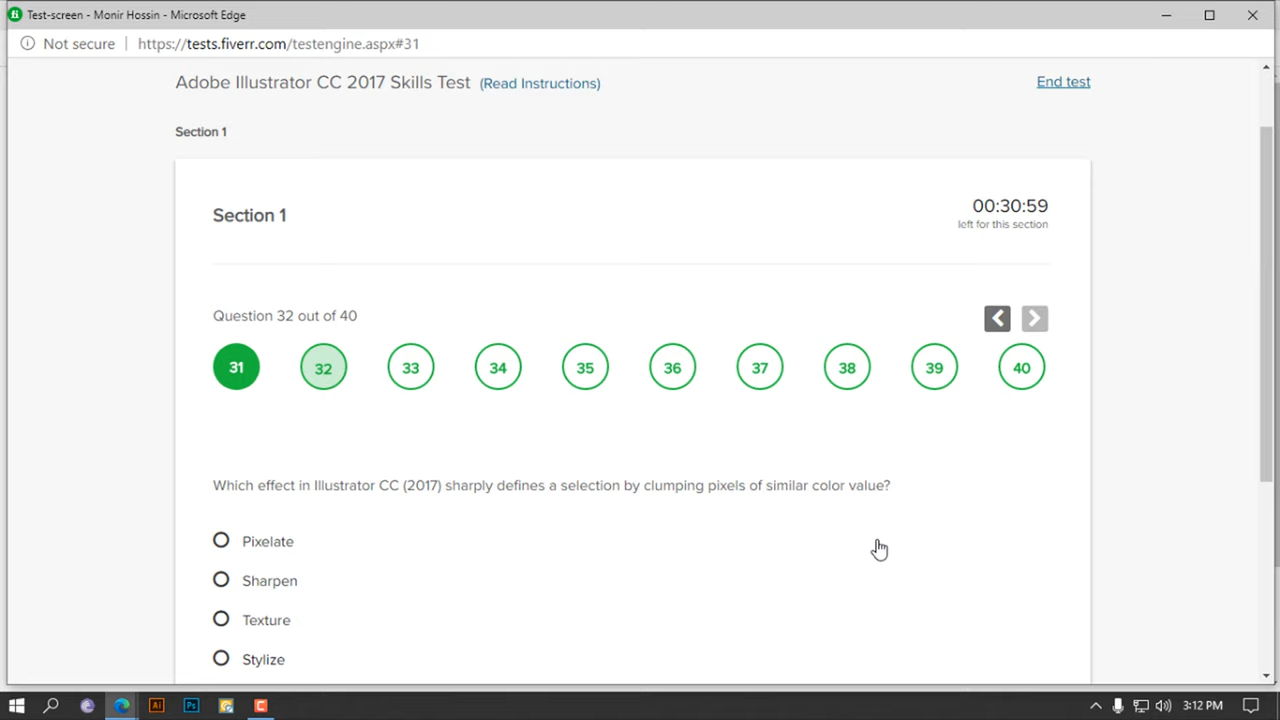 Test-screen - Monir Hossin - Microsoft Edge
Not secure | https://tests.fiverr.com/testengine.aspx#31
Adobe Illustrator CC 2017 Skills Test (Read Instructions) End test
Section 1
Section 1
00:30:59
left for this section
Question 32 out of 40
31 32 33 34 35 36 37 38 39 40
Which effect in Illustrator CC (2017) sharply defines a selection by clumping pixels of similar color value?
Pixelate
Sharpen
Texture
Stylize
3:12 PM